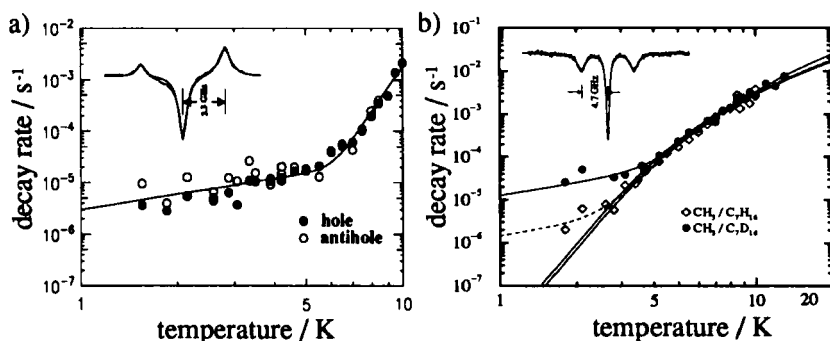 a)
decay rate / s⁻¹
10⁻²
10⁻³
10⁻⁴
10⁻⁵
10⁻⁶
10⁻⁷
hole
antihole
1
5
10
temperature / K
b)
decay rate / s⁻¹
10⁻¹
10⁻²
10⁻³
10⁻⁴
10⁻⁵
10⁻⁶
10⁻⁷
4.7 GHz
CH₃ / C₇H₁₆
CH₃ / C₇D₁₆
1
5
10
20
temperature / K